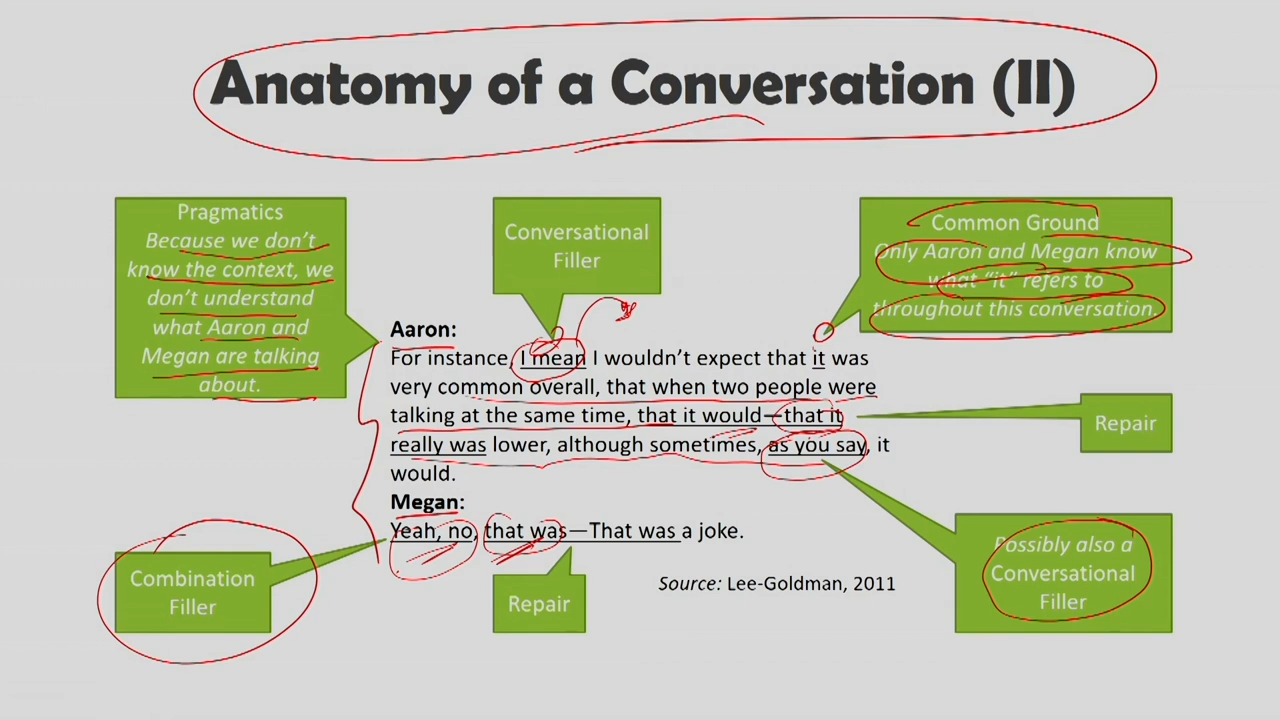 Anatomy of a Conversation (II)
Pragmatics
Because we don't
know the context, we
don't understand
what Aaron and
Megan are talking
about.
Conversational
Filler
Common Ground
Only Aaron and Megan know
what "it" refers to
throughout this conversation.
Aaron:
For instance, I mean I wouldn't expect that it was
very common overall, that when two people were
talking at the same time, that it would—that it
really was lower, although sometimes, as you say, it
would.
Repair
Megan:
Yeah, no, that was—That was a joke.
Combination
Filler
Repair
Source: Lee-Goldman, 2011
Possibly also a
Conversational
Filler